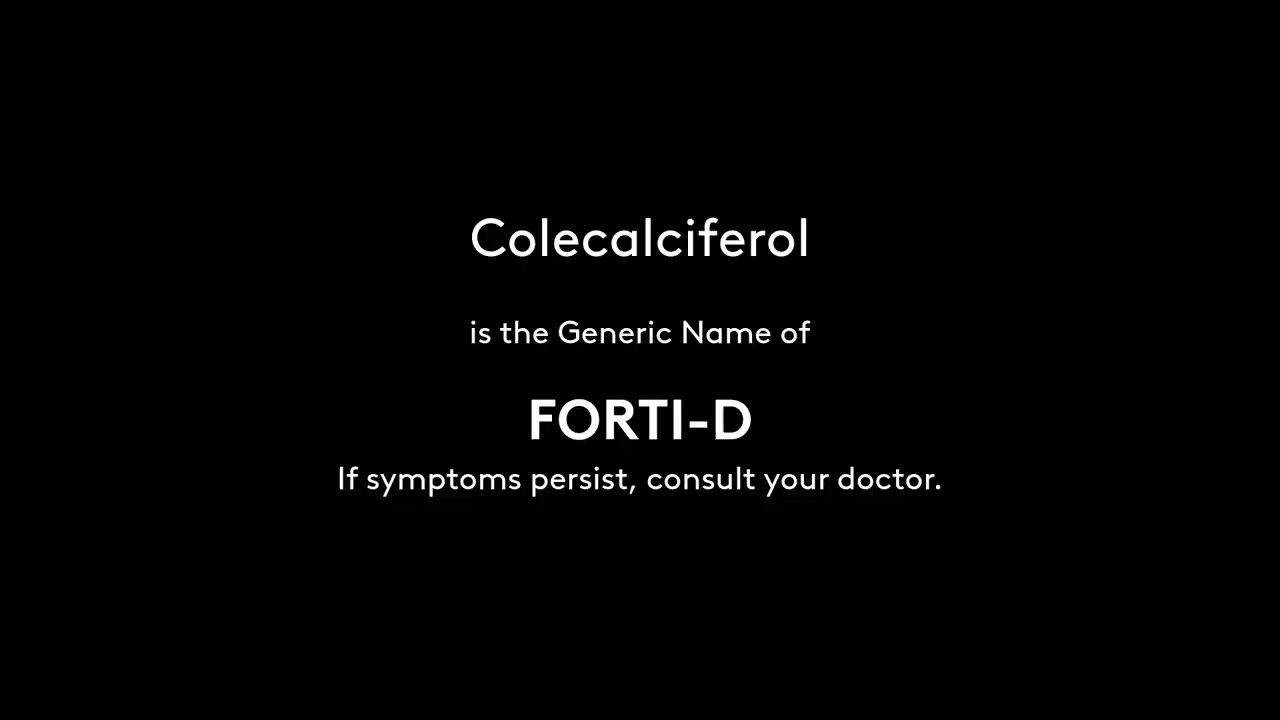 Colecalciferol
is the Generic Name of
FORTI-D
If symptoms persist, consult your doctor.